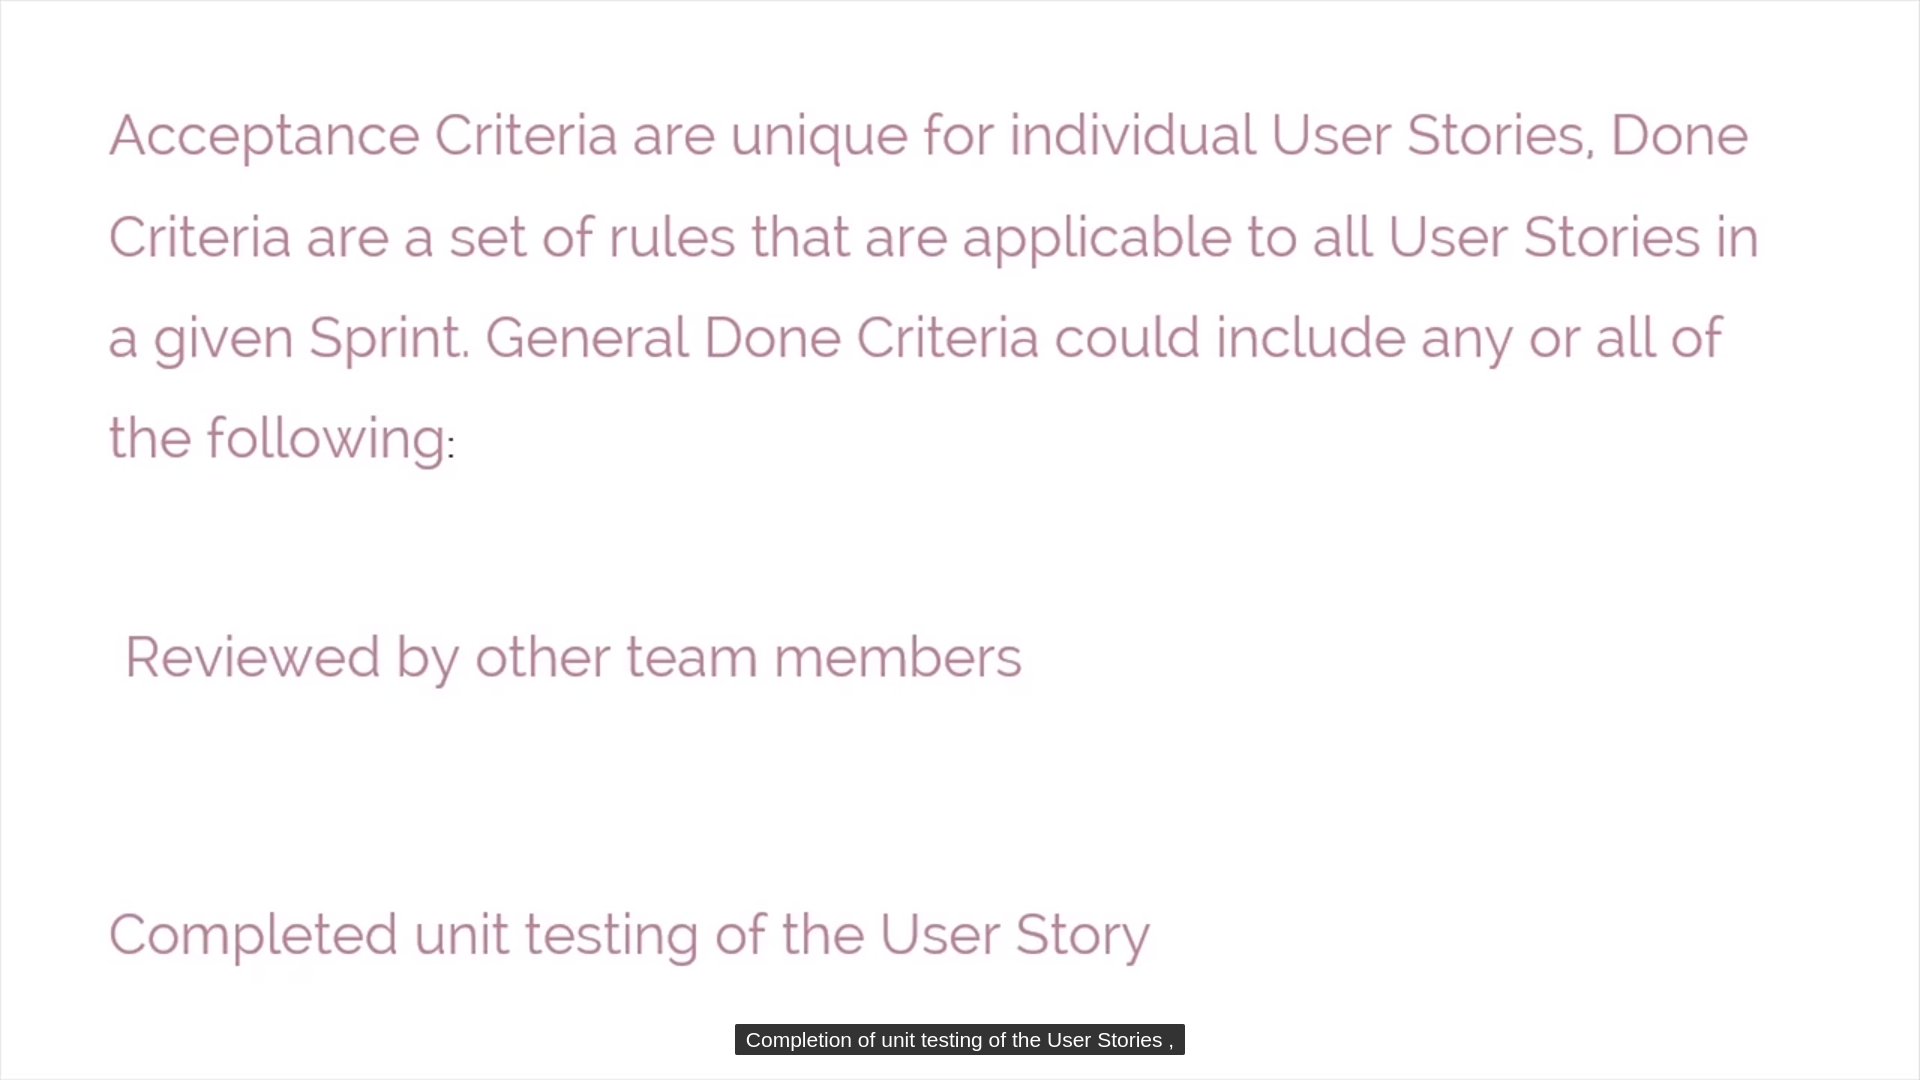 Acceptance Criteria are unique for individual User Stories, Done
Criteria are a set of rules that are applicable to all User Stories in
a given Sprint. General Done Criteria could include any or all of
the following:
Reviewed by other team members
Completed unit testing of the User Story
Completion of unit testing of the User Stories ,